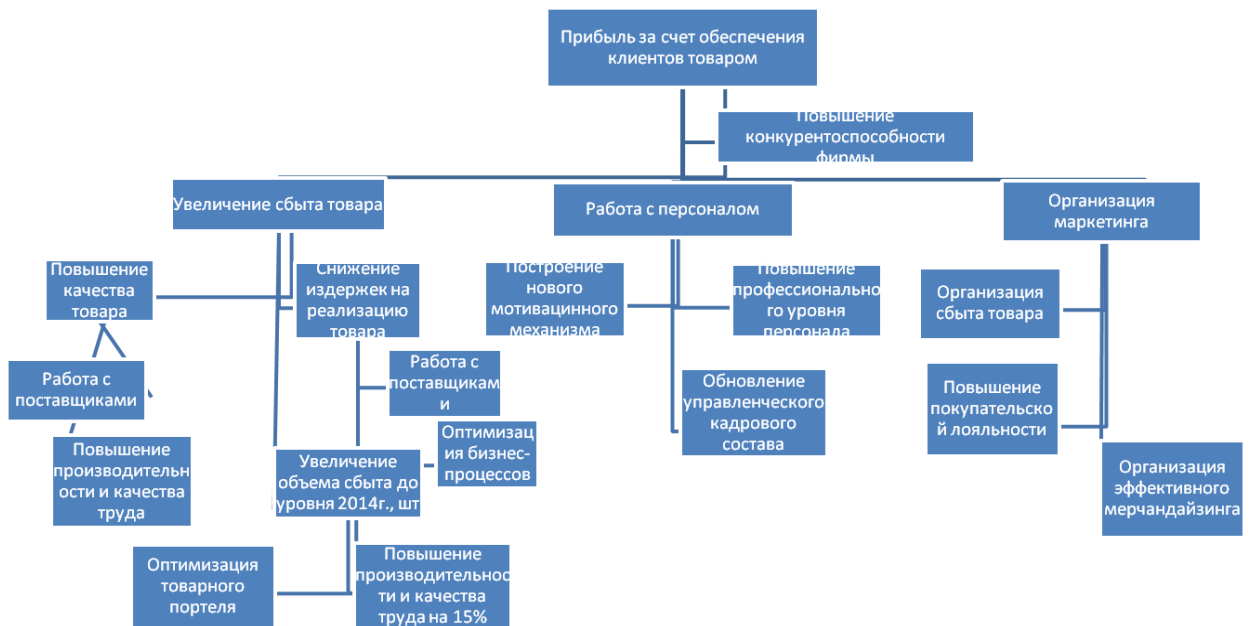 Прибыль за счет обеспечения
клиентов товаром
Повышение
конкурентоспособности
фирмы
Увеличение сбыта товара
Работа с персоналом
Организация
маркетинга
Повышение
качества
товара
Снижение
издержек на
реализацию
товара
Построение
нового
мотивацинного
механизма
Повышение
профессионально
го уровня
персонала
Организация
сбыта товара
Работа с
поставщиками
Работа с
поставщикам
и
Обновление
управленческого
кадрового
состава
Повышение
покупательско
й лояльности
Повышение
производительн
ости и качества
труда
Увеличение
объема сбыта до
уровня 2014г., шт
Оптимизац
ия бизнес-
процессов
Организация
эффективного
мерчандайзинга
Оптимизация
товарного
портеля
Повышение
производительнос
ти и качества
труда на 15%